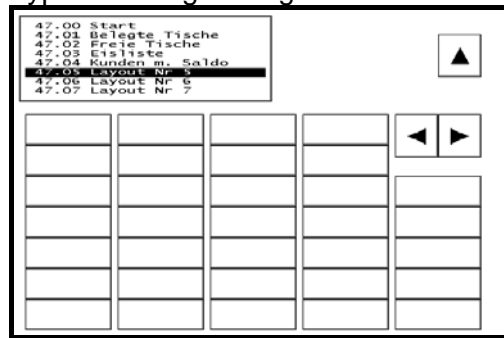 47.00 Start
47.01 Belegte Tische
47.02 Freie Tische
47.03 Eisliste
47.04 Kunden m. Saldo
47.05 Layout Nr 5
47.06 Layout Nr 6
47.07 Layout Nr 7